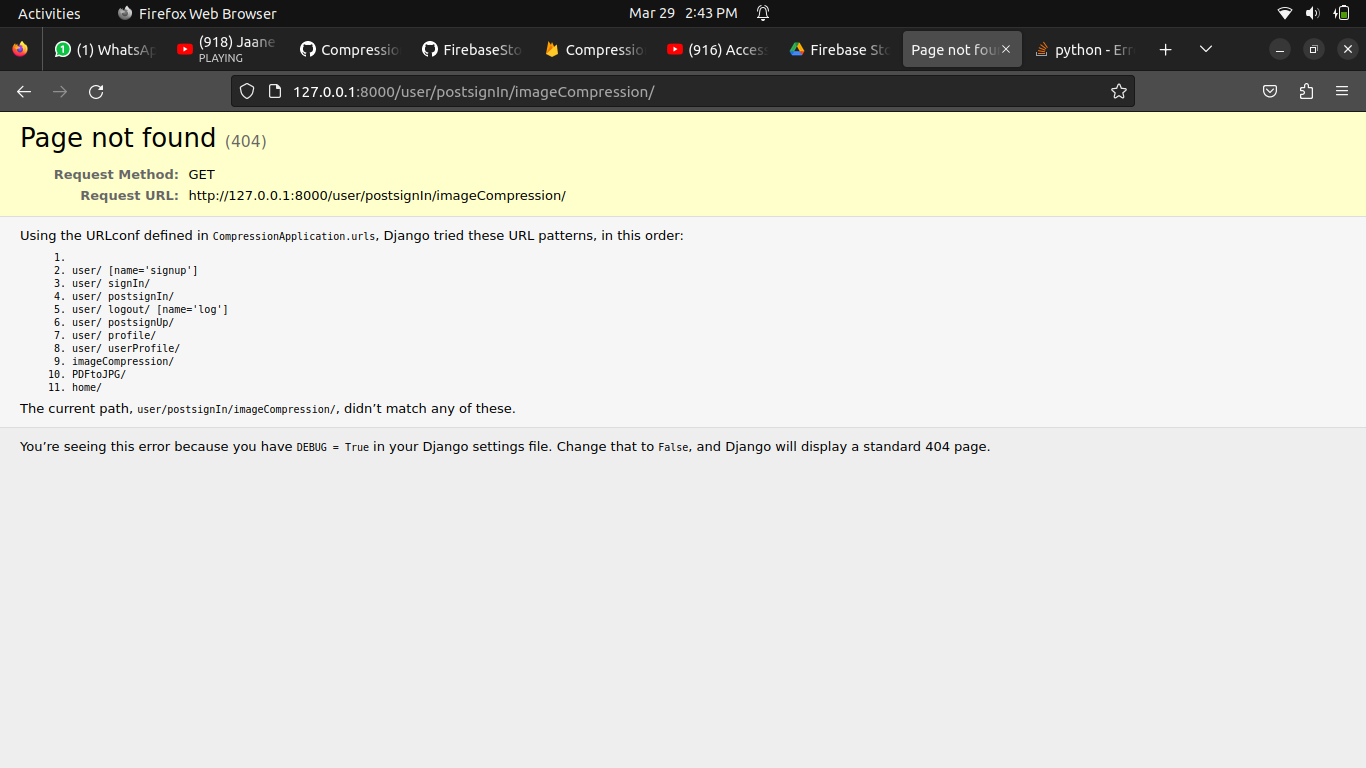 Activities
Firefox Web Browser
Mar 29 2:43 PM
(1) WhatsAp
(918) Jaane
PLAYING
Compressio
FirebaseSto
Compressio
(916) Access
Firebase Sto
Page not fou
python - Erro
127.0.0.1:8000/user/postsignIn/imageCompression/
Page not found (404)
Request Method: GET
Request URL: http://127.0.0.1:8000/user/postsignIn/imageCompression/
Using the URLconf defined in CompressionApplication.urls, Django tried these URL patterns, in this order:
1.
2. user/ [name='signup']
3. user/ signIn/
4. user/ postsignIn/
5. user/ logout/ [name='log']
6. user/ postsignUp/
7. user/ profile/
8. user/ userProfile/
9. imageCompression/
10. PDFtoJPG/
11. home/
The current path, user/postsignIn/imageCompression/, didn’t match any of these.
You’re seeing this error because you have DEBUG = True in your Django settings file. Change that to False, and Django will display a standard 404 page.